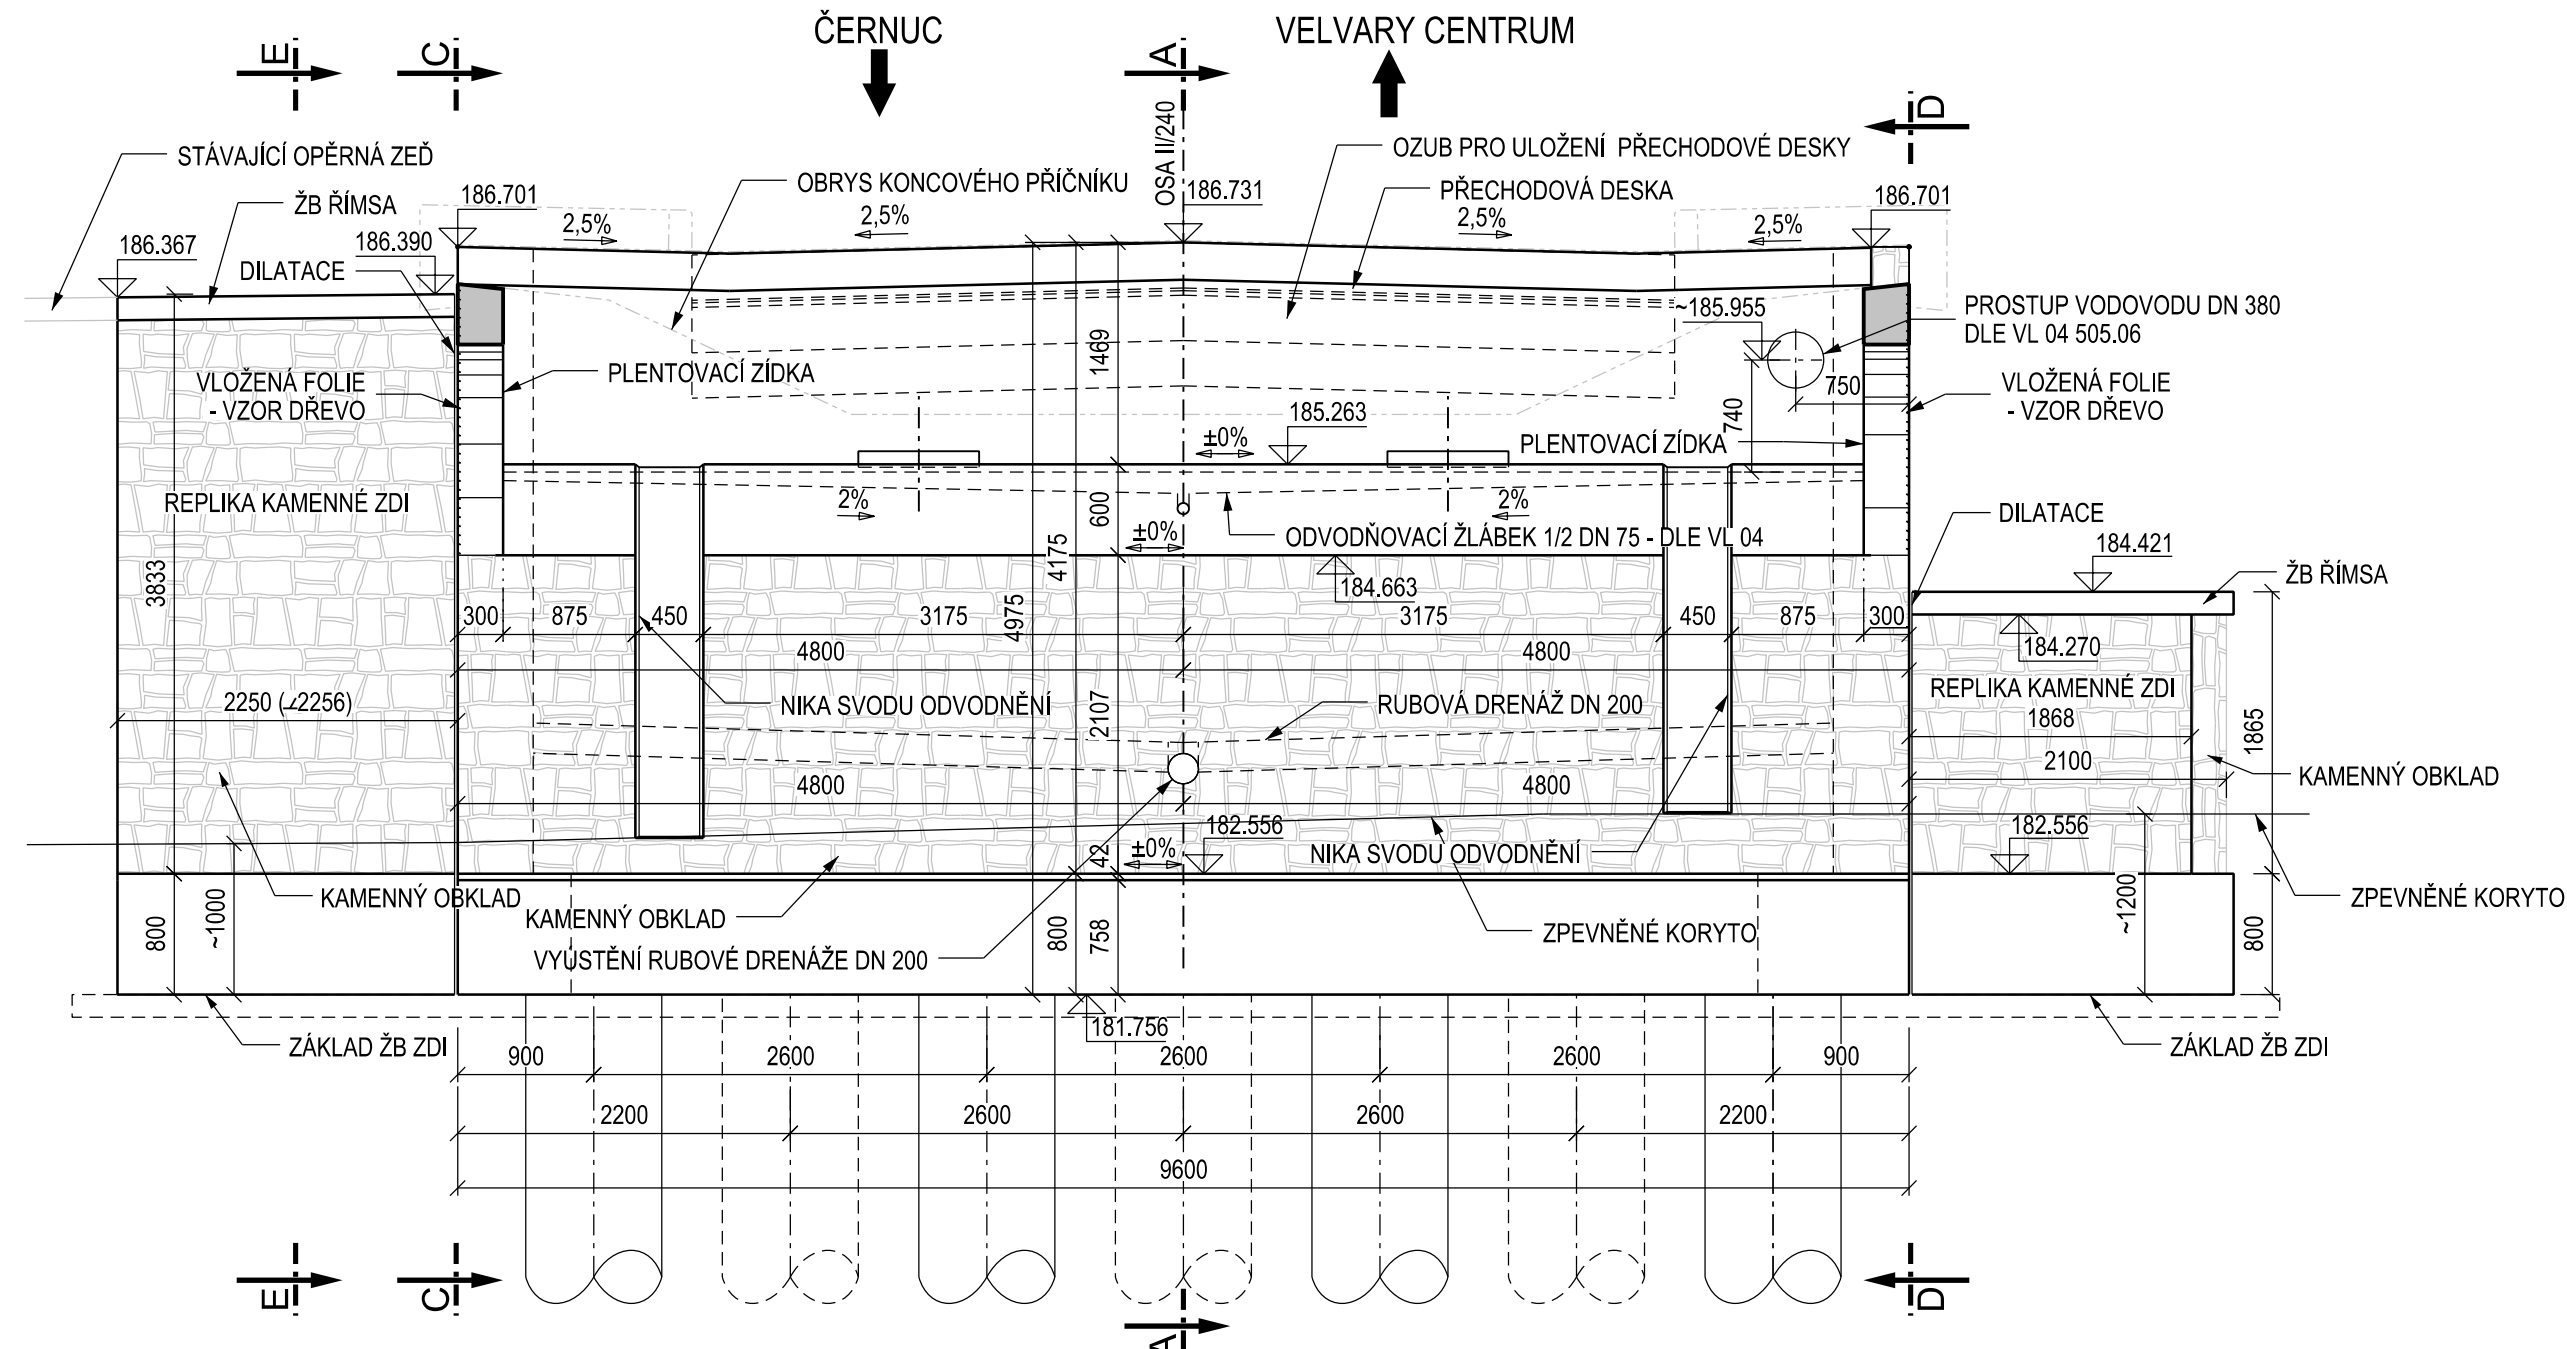 ČERNUC
VELVARY CENTRUM
E
C
A
D
OSA II/240
STÁVAJÍCÍ OPĚRNÁ ZEĎ
ŽB ŘÍMSA
OBRYS KONCOVÉHO PŘÍČNÍKU
OZUB PRO ULOŽENÍ PŘECHODOVÉ DESKY
PŘECHODOVÁ DESKA
186.701
186.731
186.701
2,5%
2,5%
2,5%
2,5%
186.367
186.390
DILATACE
~185.955
PROSTUP VODOVODU DN 380
DLE VL 04 505.06
1469
PLENTOVACÍ ZÍDKA
VLOŽENÁ FOLIE
- VZOR DŘEVO
750
740
VLOŽENÁ FOLIE
- VZOR DŘEVO
185.263
±0%
PLENTOVACÍ ZÍDKA
REPLIKA KAMENNÉ ZDI
2%
2%
600
±0%
ODVODŇOVACÍ ŽLÁBEK 1/2 DN 75 - DLE VL 04
DILATACE
184.421
ŽB ŘÍMSA
3833
4175
4975
184.663
300
875
450
3175
3175
450
875
300
4800
4800
184.270
REPLIKA KAMENNÉ ZDI
2250 (∠2256)
NIKA SVODU ODVODNĚNÍ
RUBOVÁ DRENÁŽ DN 200
2107
1868
1865
2100
KAMENNÝ OBKLAD
4800
4800
182.556
182.556
42
±0%
NIKA SVODU ODVODNĚNÍ
KAMENNÝ OBKLAD
KAMENNÝ OBKLAD
ZPEVNĚNÉ KORYTO
ZPEVNĚNÉ KORYTO
800
~1000
800
758
~1200
800
VYÚSTĚNÍ RUBOVÉ DRENÁŽE DN 200
181.756
ZÁKLAD ŽB ZDI
ZÁKLAD ŽB ZDI
900
2600
2600
2600
900
2200
2600
2600
2200
9600
E
C
A
D